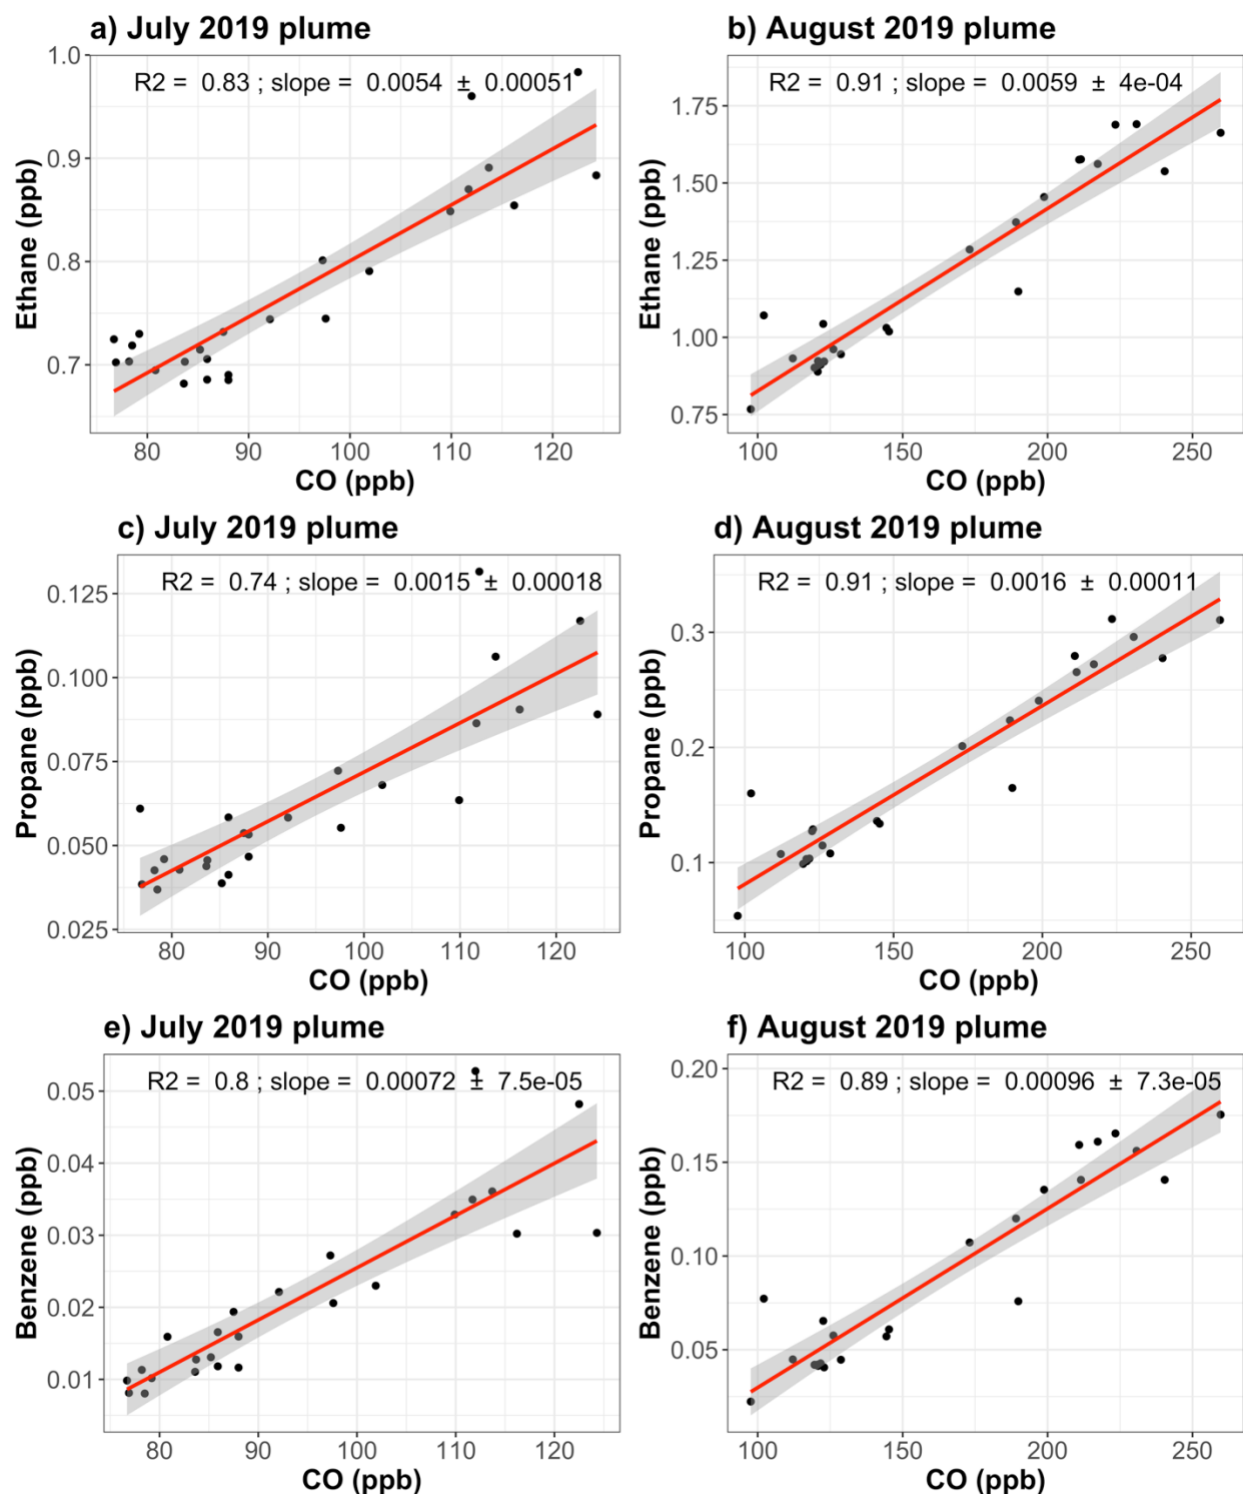 a) July 2019 plume
R2 = 0.83 ; slope = 0.0054 ± 0.00051
1.0
0.9
0.8
0.7
Ethane (ppb)
80 90 100 110 120
CO (ppb)
b) August 2019 plume
R2 = 0.91 ; slope = 0.0059 ± 4e-04
1.75
1.50
1.25
1.00
0.75
Ethane (ppb)
100 150 200 250
CO (ppb)
c) July 2019 plume
R2 = 0.74 ; slope = 0.0015 ± 0.00018
0.125
0.100
0.075
0.050
0.025
Propane (ppb)
80 90 100 110 120
CO (ppb)
d) August 2019 plume
R2 = 0.91 ; slope = 0.0016 ± 0.00011
0.3
0.2
0.1
Propane (ppb)
100 150 200 250
CO (ppb)
e) July 2019 plume
R2 = 0.8 ; slope = 0.00072 ± 7.5e-05
0.05
0.04
0.03
0.02
0.01
Benzene (ppb)
80 90 100 110 120
CO (ppb)
f) August 2019 plume
R2 = 0.89 ; slope = 0.00096 ± 7.3e-05
0.20
0.15
0.10
0.05
Benzene (ppb)
100 150 200 250
CO (ppb)